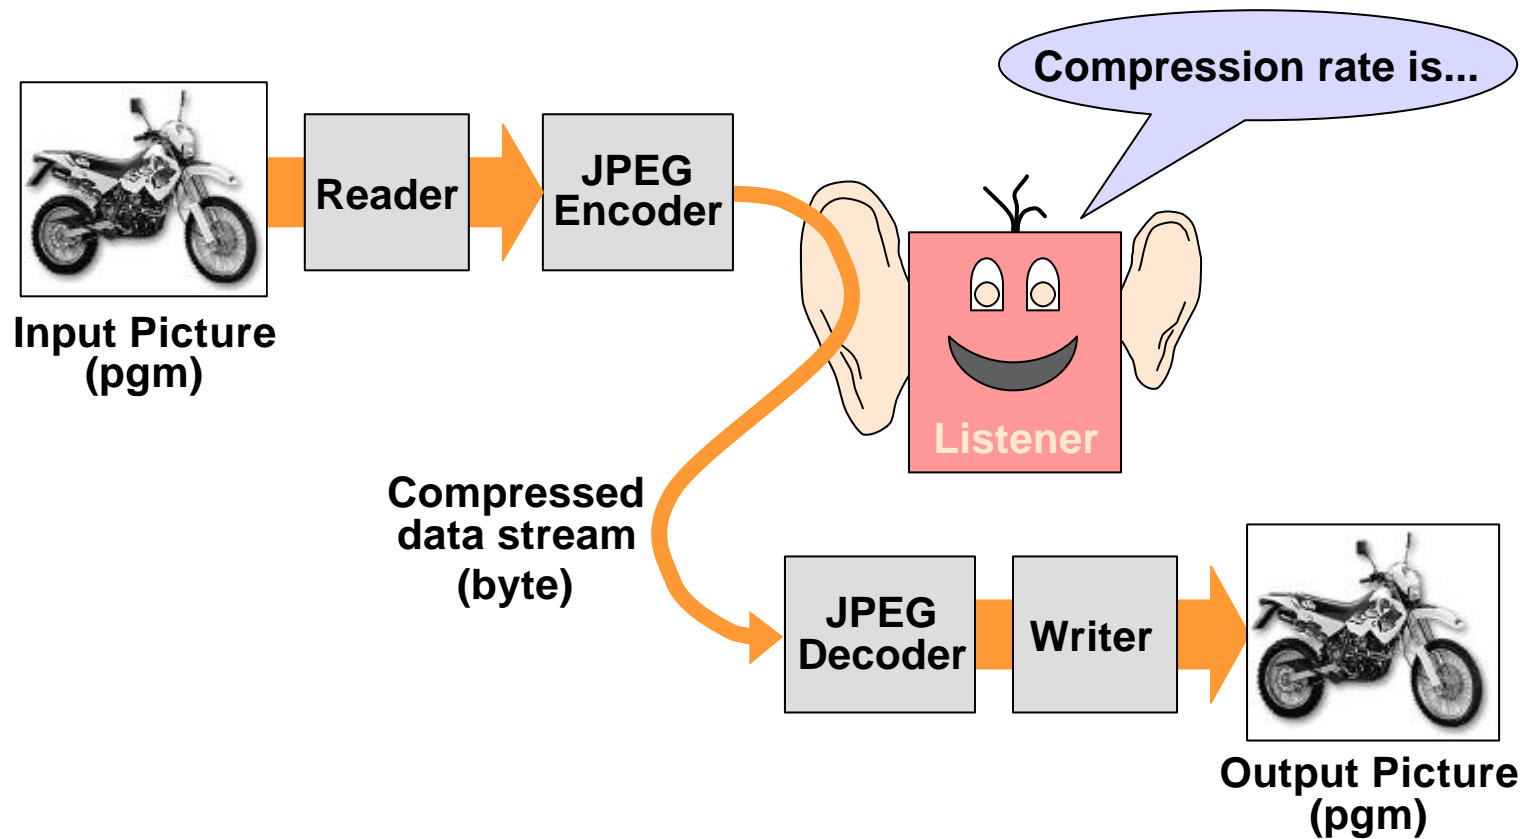 Compression rate is...
Reader
JPEG
Encoder
Input Picture
(pgm)
Listener
Compressed
data stream
(byte)
JPEG
Decoder
Writer
Output Picture
(pgm)